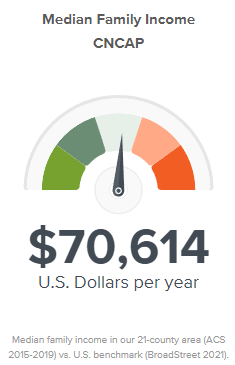 Median Family Income
CNCAP
$70,614
U.S. Dollars per year
Median family income in our 21-county area (ACS
2015-2019) vs. U.S. benchmark (BroadStreet 2021).